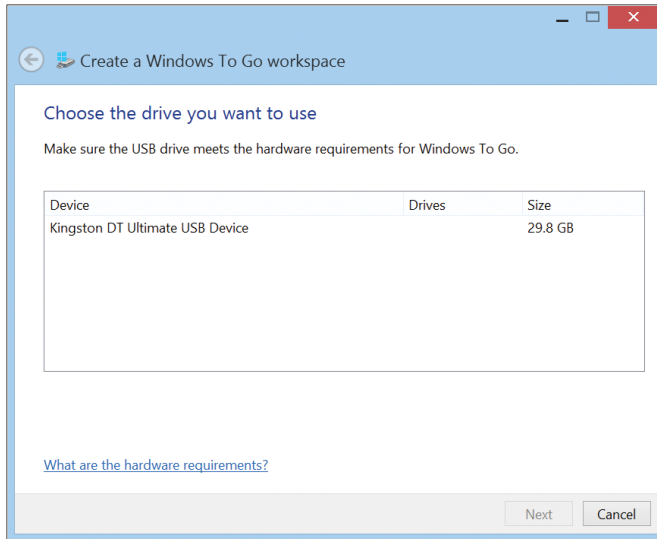 Create a Windows To Go workspace
Choose the drive you want to use
Make sure the USB drive meets the hardware requirements for Windows To Go.
Device Drives Size
Kingston DT Ultimate USB Device 29.8 GB
What are the hardware requirements?
Next Cancel